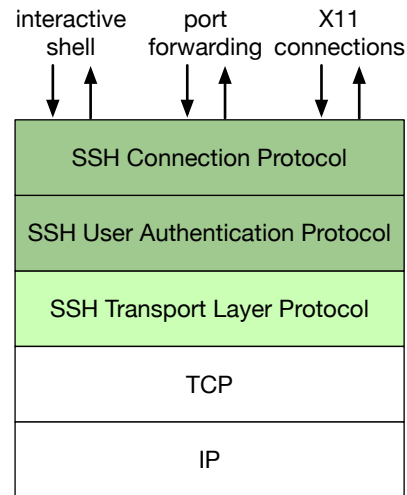 interactive
shell
port
forwarding
X11
connections
SSH Connection Protocol
SSH User Authentication Protocol
SSH Transport Layer Protocol
TCP
IP